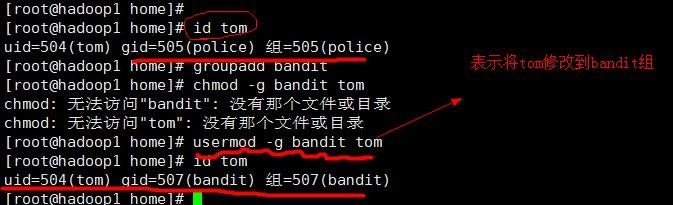 [root@hadoop1 home]#
[root@hadoop1 home]# id tom
uid=504(tom) gid=505(police) 组=505(police)
[root@hadoop1 home]# groupadd bandit
[root@hadoop1 home]# chmod -g bandit tom
chmod: 无法访问"bandit": 没有那个文件或目录
chmod: 无法访问"tom": 没有那个文件或目录
[root@hadoop1 home]# usermod -g bandit tom
[root@hadoop1 home]# id tom
uid=504(tom) gid=507(bandit) 组=507(bandit)
[root@hadoop1 home]#
表示将tom修改到bandit组